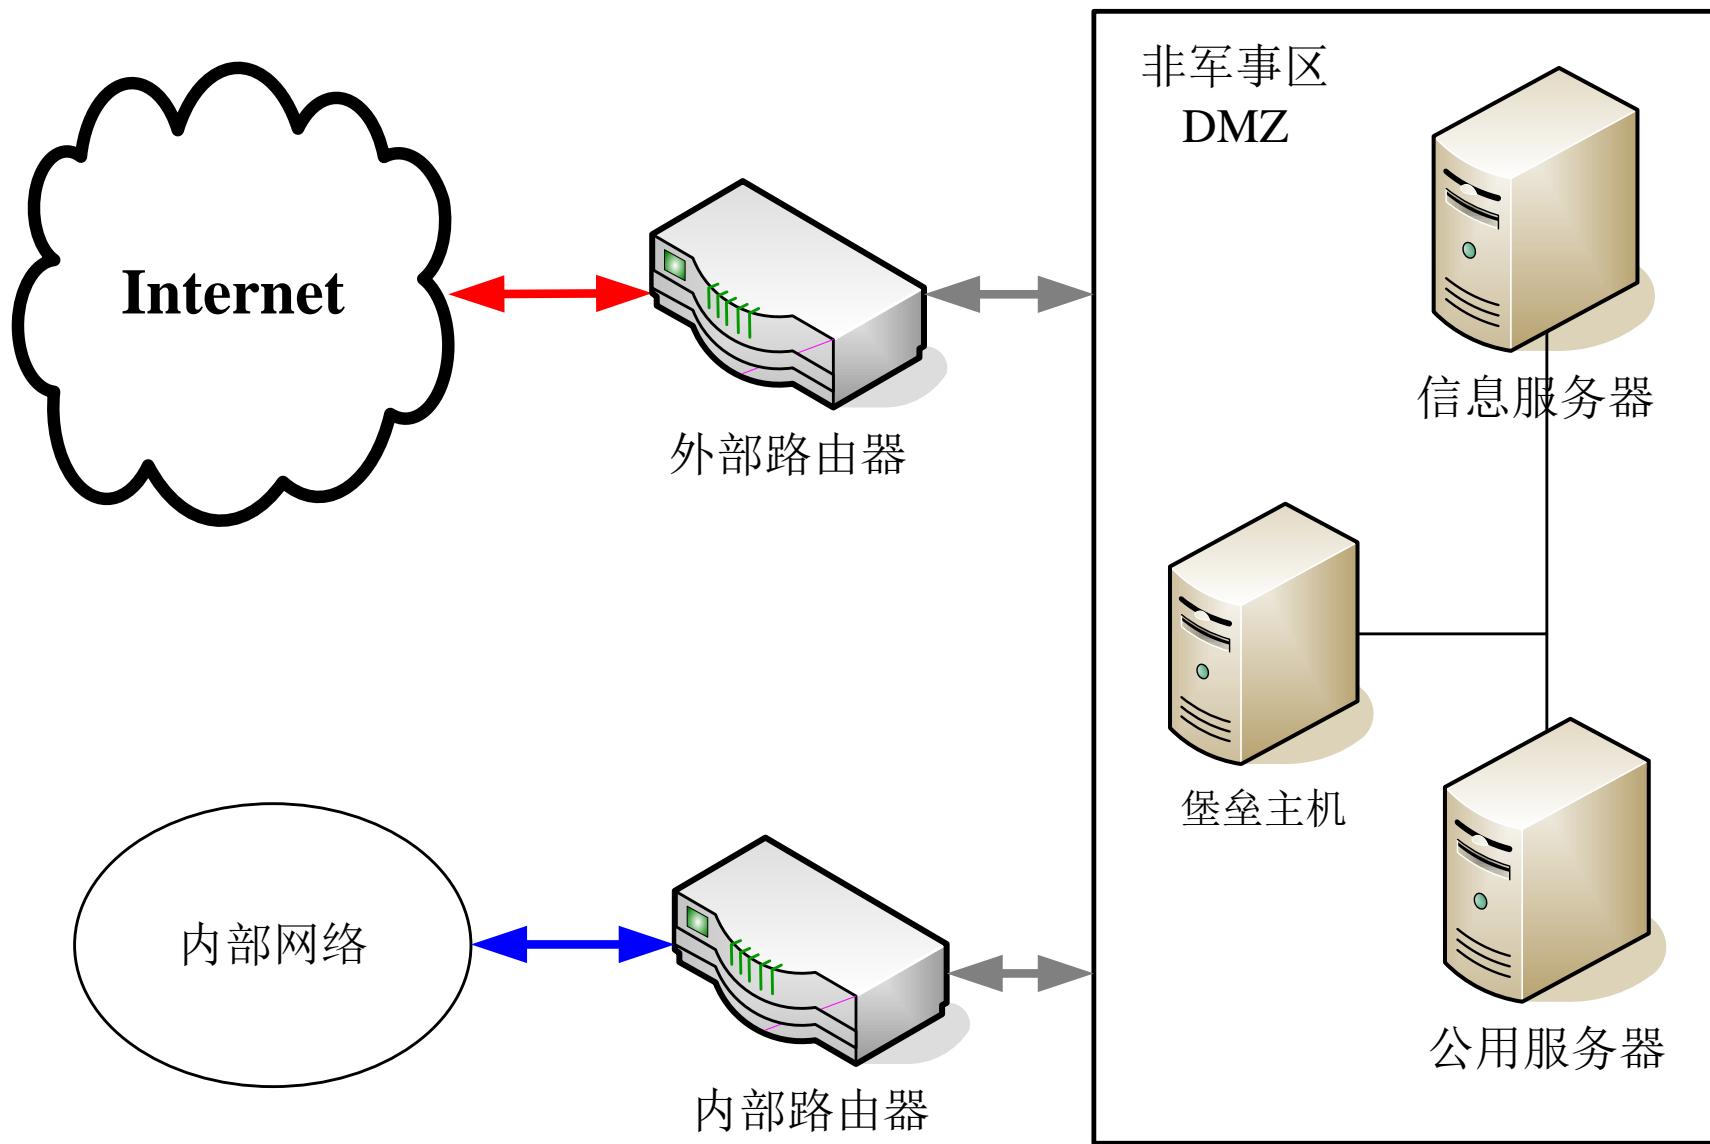 非军事区
DMZ
Internet
信息服务器
外部路由器
堡垒主机
内部网络
公用服务器
内部路由器